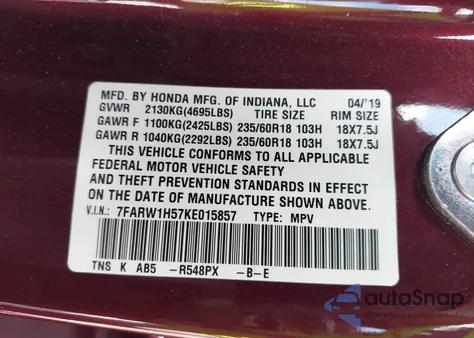 MFD. BY HONDA MFG. OF INDIANA, LLC 04/'19
GVWR 2130KG(4695LBS) TIRE SIZE RIM SIZE
GAWR F 1100KG(2425LBS) 235/60R18 103H 18X7.5J
GAWR R 1040KG(2292LBS) 235/60R18 103H 18X7.5J
THIS VEHICLE CONFORMS TO ALL APPLICABLE
FEDERAL MOTOR VEHICLE SAFETY
AND THEFT PREVENTION STANDARDS IN EFFECT
ON THE DATE OF MANUFACTURE SHOWN ABOVE.
V.I.N.: 7FARW1H57KE015857 TYPE: MPV
TNS K AB5 -R548PX -B-E
autoSnap